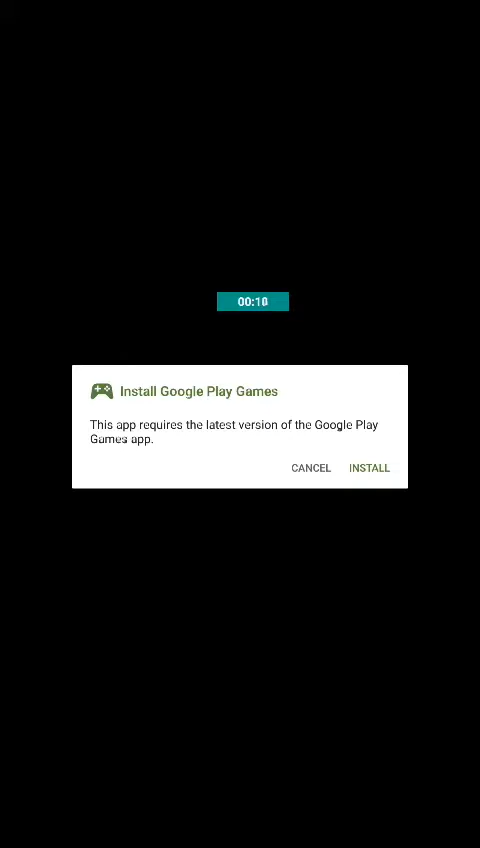 00:10
Install Google Play Games
This app requires the latest version of the Google Play
Games app.
CANCEL INSTALL